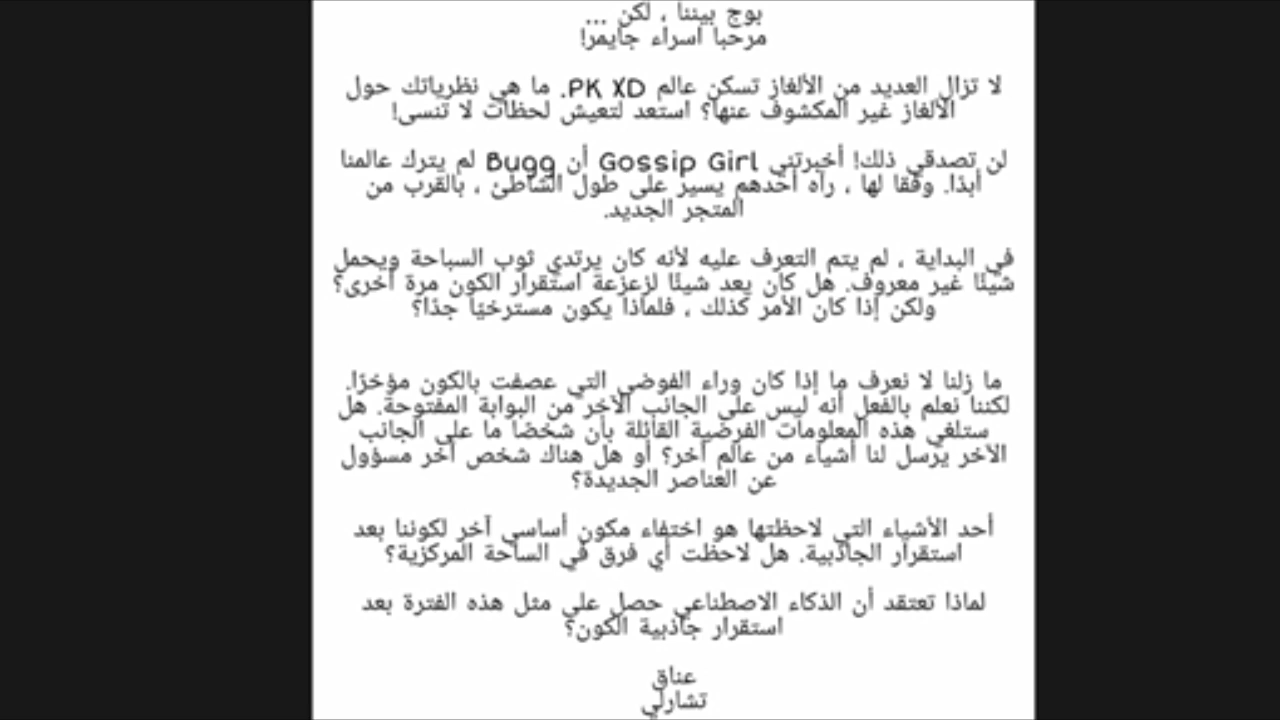 بوج بيننا ، لكن ...
مرحبا اسراء جايمر!
لا تزال العديد من الألغاز تسكن عالم PK XD. ما هي نظرياتك حول
الألغاز غير المكشوف عنها؟ استعد لتعيش لحظات لا تنسى!
لن تصدقي ذلك! أخبرتني Gossip Girl أن Bugg لم يترك عالمنا
أبدًا. وفقا لها ، رآه أحدهم يسير على طول الشاطئ ، بالقرب من
المتجر الجديد.
في البداية ، لم يتم التعرف عليه لأنه كان يرتدي ثوب السباحة ويحمل
شيئًا غير معروف. هل كان يعد شيئًا لزعزعة استقرار الكون مرة أخرى؟
ولكن إذا كان الأمر كذلك ، فلماذا يكون مسترخيًا جدًا؟
ما زلنا لا نعرف ما إذا كان وراء الفوضى التي عصفت بالكون مؤخرًا.
لكننا نعلم بالفعل أنه ليس على الجانب الآخر من البوابة المفتوحة. هل
ستلغي هذه المعلومات الفرضية القائلة بأن شخصًا ما على الجانب
الآخر يرسل لنا أشياء من عالم آخر؟ أو هل هناك شخص آخر مسؤول
عن العناصر الجديدة؟
أحد الأشياء التي لاحظتها هو اختفاء مكون أساسي آخر لكوننا بعد
استقرار الجاذبية. هل لاحظت أي فرق في الساحة المركزية؟
لماذا تعتقد أن الذكاء الاصطناعي حصل على مثل هذه الفترة بعد
استقرار جاذبية الكون؟
عناق
تشارلي